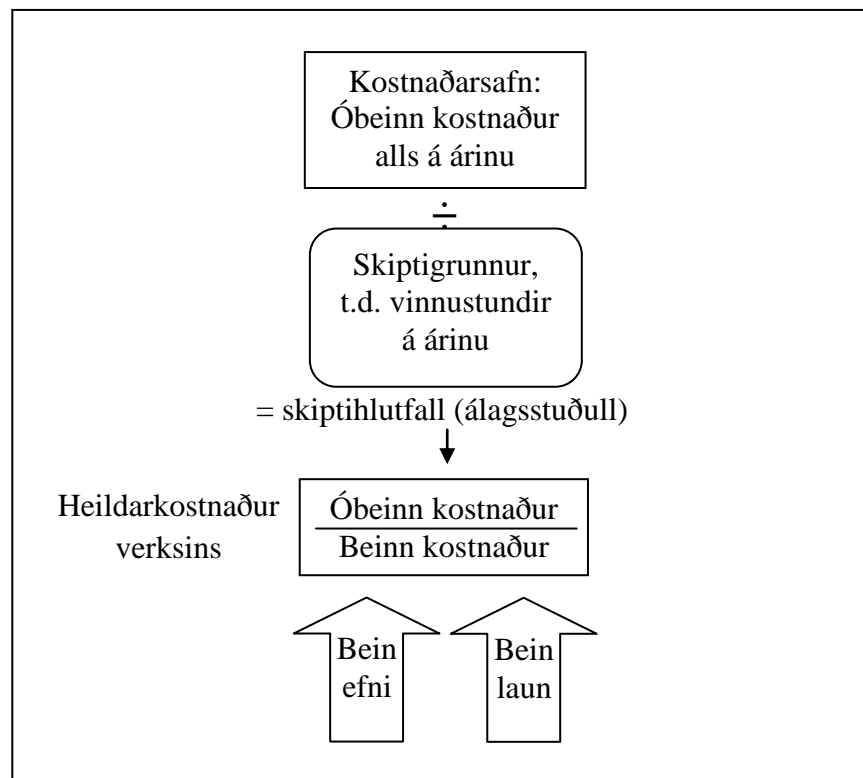 Kostnaðarsafn:
Óbeinn kostnaður
alls á árinu
÷
Skiptigrunnur,
t.d. vinnustundir
á árinu
= skiptihlutfall (álagsstuðull)
Heildarkostnaður
verksins
Óbeinn kostnaður
Beinn kostnaður
Bein
efni
Bein
laun